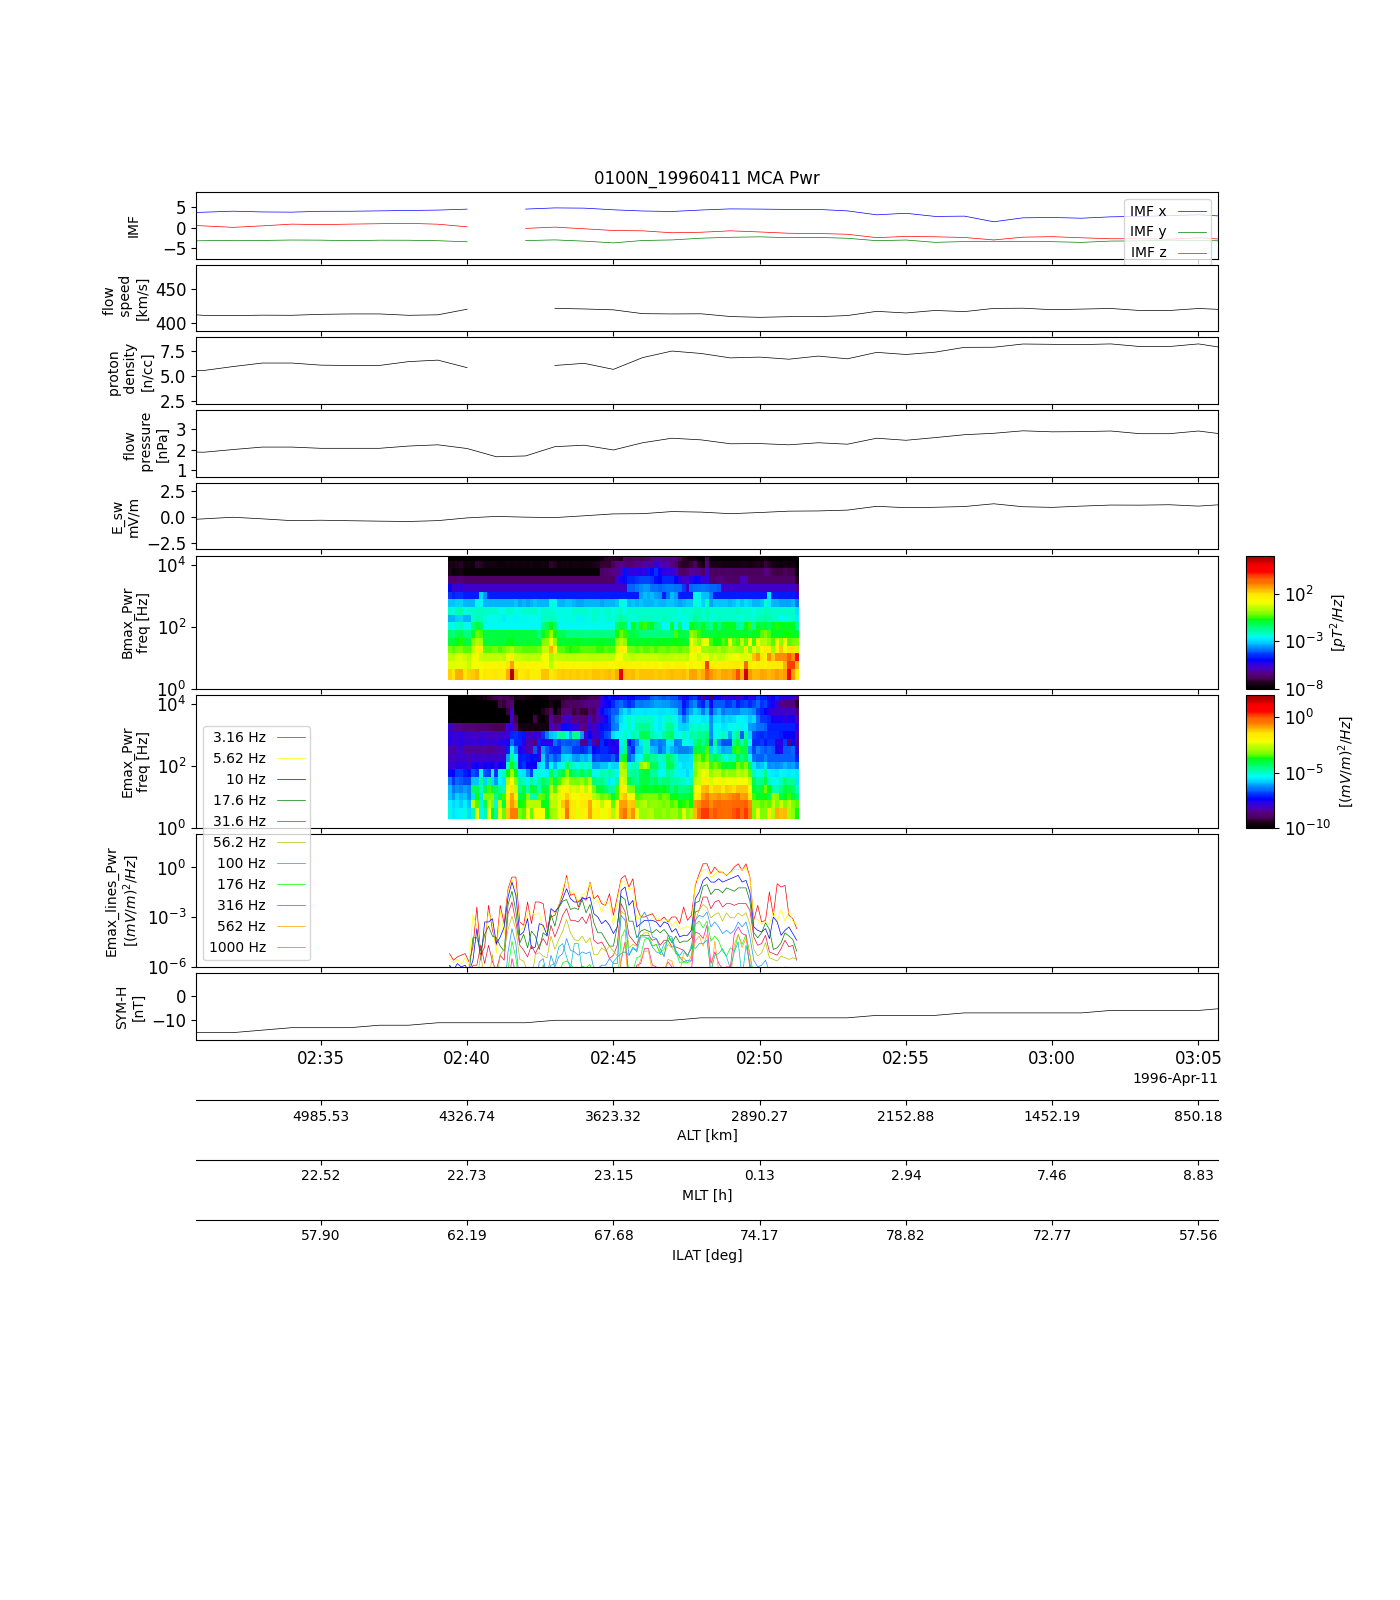 0100N_19960411 MCA Pwr
IMF
5
0
−5
IMF x
IMF y
IMF z
flow
speed
[km/s]
450
400
proton
density
[n/cc]
7.5
5.0
2.5
flow
pressure
[nPa]
3
2
1
E_sw
mV/m
2.5
0.0
−2.5
Bmax_Pwr
freq [Hz]
10^4
10^2
10^0
10^2
10^−3
10^−8
[pT^2/Hz]
Emax_Pwr
freq [Hz]
10^4
10^2
10^0
10^0
10^−5
10^−10
[(mV/m)^2/Hz]
3.16 Hz
5.62 Hz
10 Hz
17.6 Hz
31.6 Hz
56.2 Hz
100 Hz
176 Hz
316 Hz
562 Hz
1000 Hz
Emax_lines_Pwr
[(mV/m)^2/Hz]
10^0
10^−3
10^−6
SYM-H
[nT]
0
−10
02:35 02:40 02:45 02:50 02:55 03:00 03:05
1996-Apr-11
4985.53 4326.74 3623.32 2890.27 2152.88 1452.19 850.18
ALT [km]
22.52 22.73 23.15 0.13 2.94 7.46 8.83
MLT [h]
57.90 62.19 67.68 74.17 78.82 72.77 57.56
ILAT [deg]